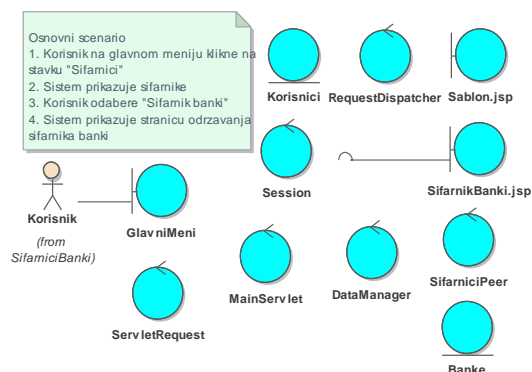 Osnovni scenario
1. Korisnik na glavnom meniju klikne na
stavku "Sifarnici"
2. Sistem prikazuje sifarnike
3. Korisnik odabere "Sifarnik banki"
4. Sistem prikazuje stranicu odrzavanja
sifarnika banki
Korisnici
RequestDispatcher
Sablon.jsp
Session
SifarnikBanki.jsp
Korisnik
(from
SifarniciBanki)
GlavniMeni
MainServlet
DataManager
SifarniciPeer
ServletRequest
Banke